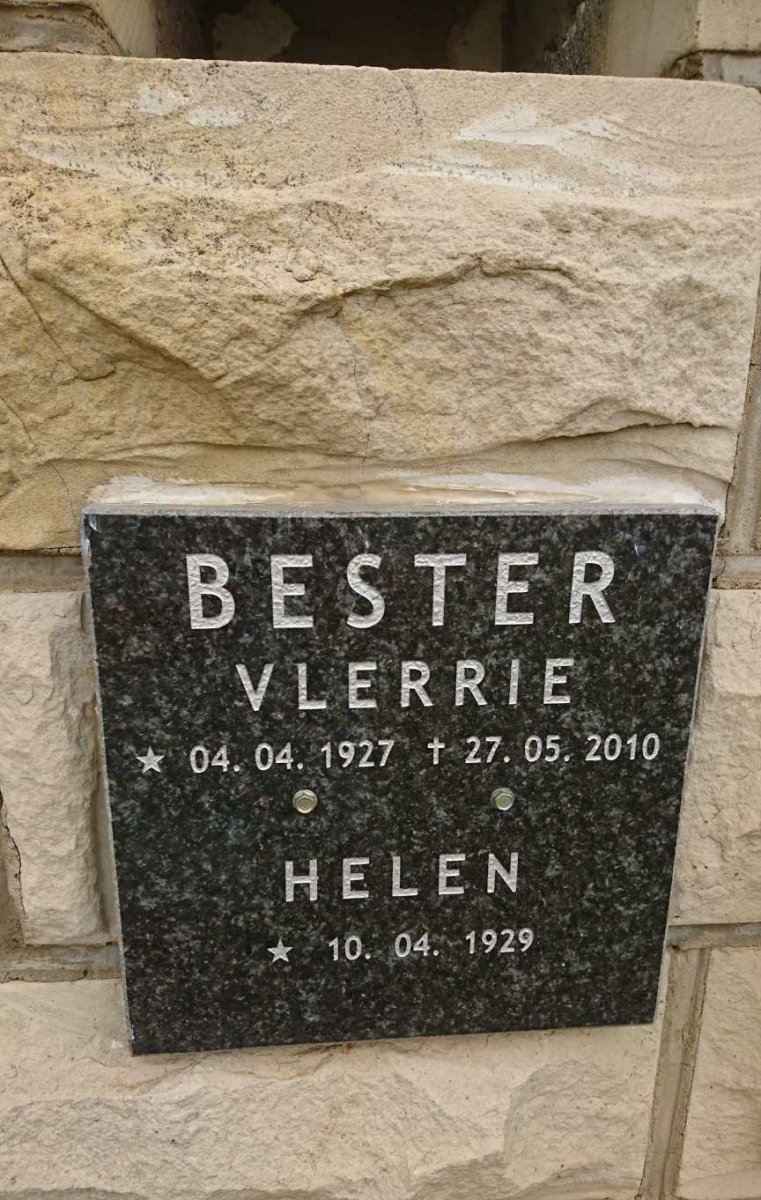 BESTER
VLERRIE
★ 04. 04. 1927 ✝ 27. 05. 2010
HELEN
★ 10. 04. 1929